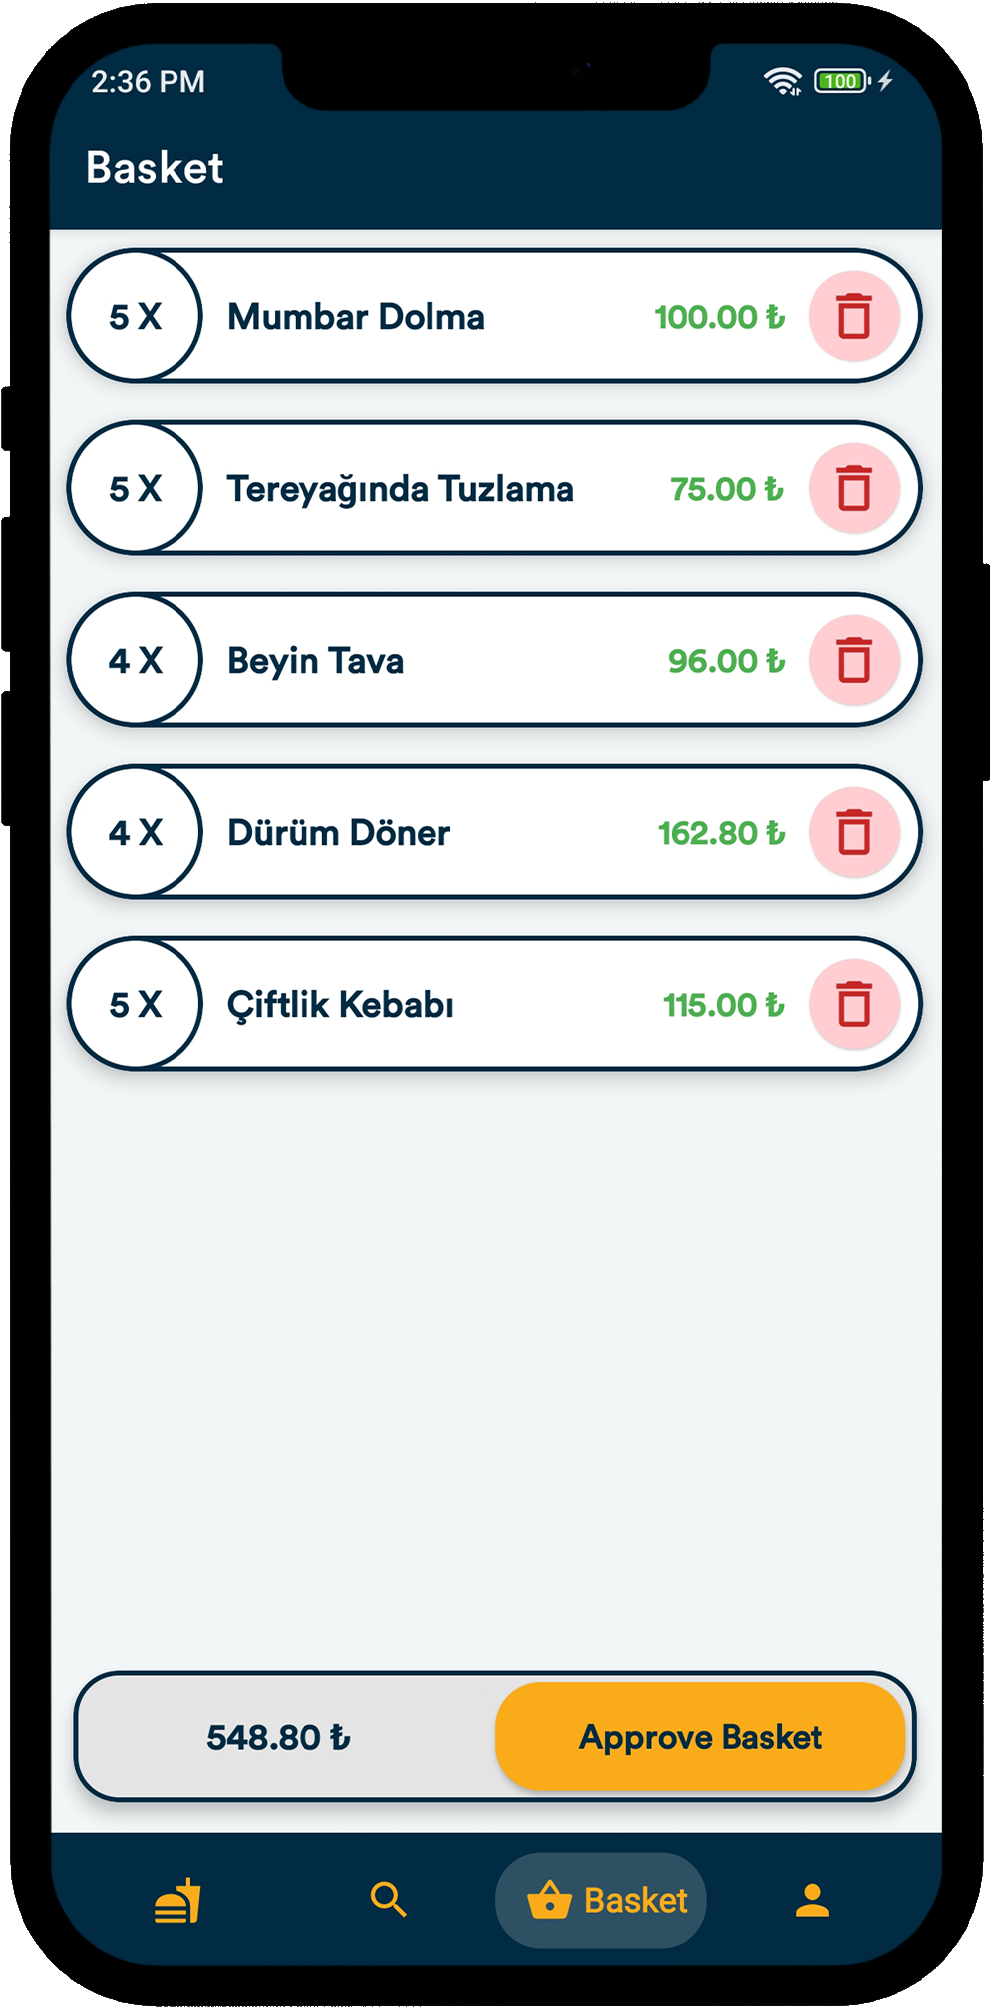 2:36 PM 100
Basket
5 X Mumbar Dolma 100.00 ₺
5 X Tereyağında Tuzlama 75.00 ₺
4 X Beyin Tava 96.00 ₺
4 X Dürüm Döner 162.80 ₺
5 X Çiftlik Kebabı 115.00 ₺
548.80 ₺ Approve Basket
Basket